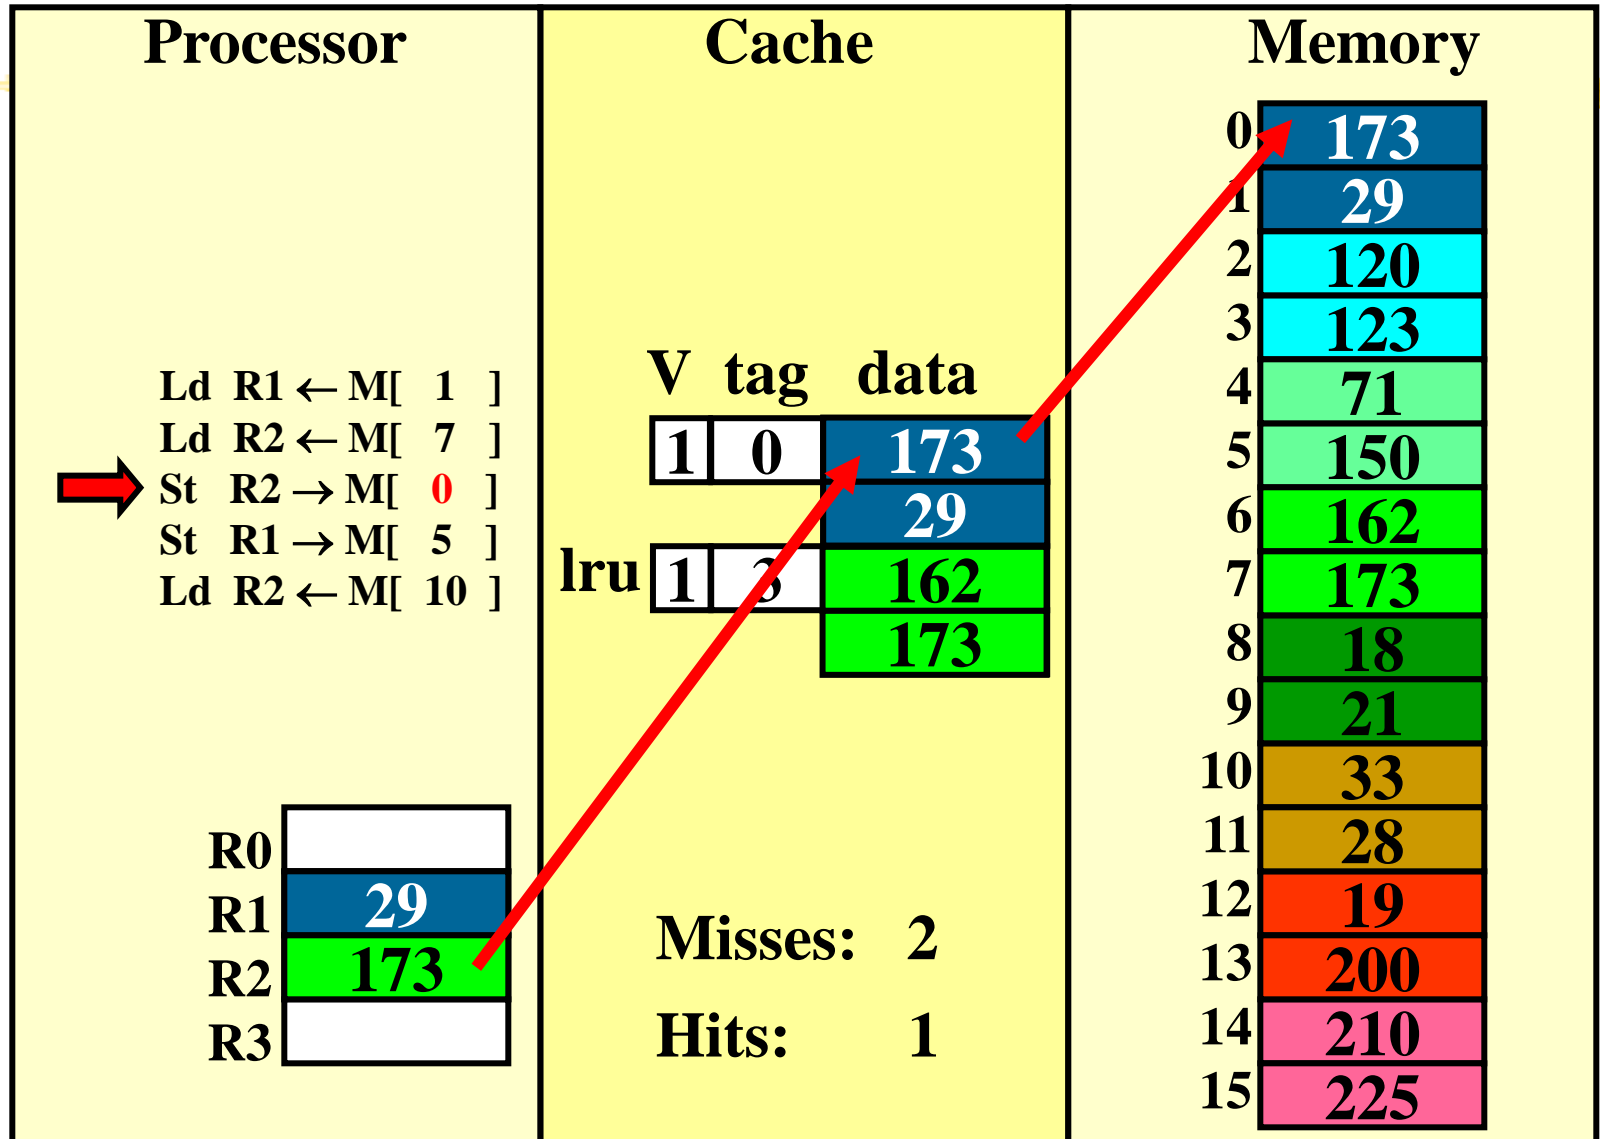 Processor
Ld R1 ← M[ 1 ]
Ld R2 ← M[ 7 ]
St R2 → M[ 0 ]
St R1 → M[ 5 ]
Ld R2 ← M[ 10 ]
R0
R1 29
R2 173
R3
Cache
V tag data
1 0 173
29
lru 1 3 162
173
Misses: 2
Hits: 1
Memory
0 173
1 29
2 120
3 123
4 71
5 150
6 162
7 173
8 18
9 21
10 33
11 28
12 19
13 200
14 210
15 225